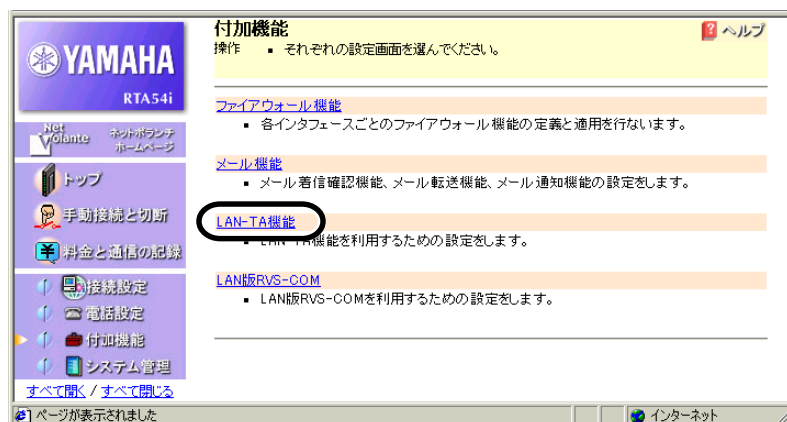 YAMAHA
RTA54i
Net Volante ネットボランチ ホームページ
トップ
手動接続と切断
料金と通信の記録
接続設定
電話設定
付加機能
システム管理
すべて開く / すべて閉じる
付加機能
ヘルプ
操作 ■ それぞれの設定画面を選んでください。
ファイアウォール機能
■ 各インタフェースごとのファイアウォール機能の定義と適用を行ないます。
メール機能
■ メール着信確認機能、メール転送機能、メール通知機能の設定をします。
LAN-TA機能
■ LAN-TA機能を利用するための設定をします。
LAN版RVS-COM
■ LAN版RVS-COMを利用するための設定をします。
ページが表示されました
インターネット